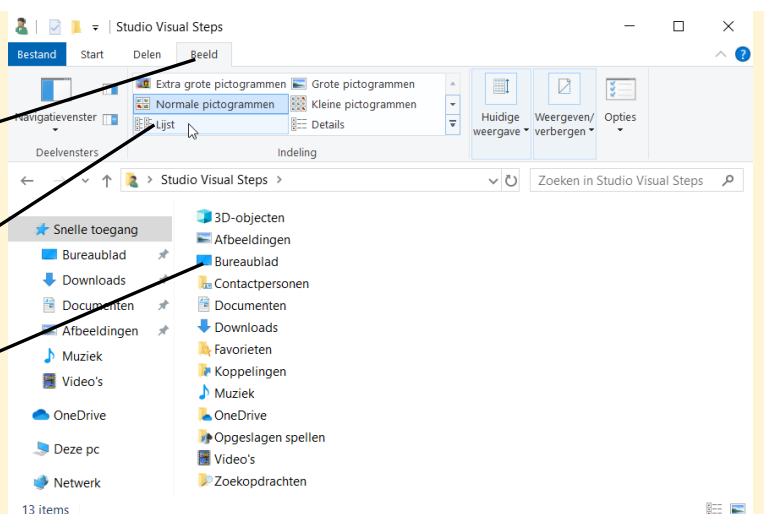 Studio Visual Steps
Bestand Start Delen Beeld
Extra grote pictogrammen Grote pictogrammen
Normale pictogrammen Kleine pictogrammen
Lijst Details
Navigatievenster
Huidige weergave
Weergeven/ verbergen
Opties
Deelvensters Indeling
Studio Visual Steps
Zoeken in Studio Visual Steps
Snelle toegang
Bureaublad
Downloads
Documenten
Afbeeldingen
Muziek
Video's
OneDrive
Deze pc
Netwerk
3D-objecten
Afbeeldingen
Bureaublad
Contactpersonen
Documenten
Downloads
Favorieten
Koppelingen
Muziek
OneDrive
Opgeslagen spellen
Video's
Zoekopdrachten
13 items